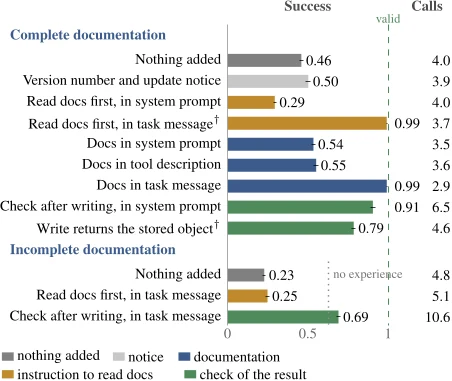 Success Calls
valid
Complete documentation
Nothing added 0.46 4.0
Version number and update notice 0.50 3.9
Read docs first, in system prompt 0.29 4.0
Read docs first, in task message† 0.99 3.7
Docs in system prompt 0.54 3.5
Docs in tool description 0.55 3.6
Docs in task message 0.99 2.9
Check after writing, in system prompt 0.91 6.5
Write returns the stored object† 0.79 4.6
Incomplete documentation
Nothing added 0.23 no experience 4.8
Read docs first, in task message 0.25 5.1
Check after writing, in task message 0.69 10.6
0 0.5 1
nothing added notice documentation
instruction to read docs check of the result